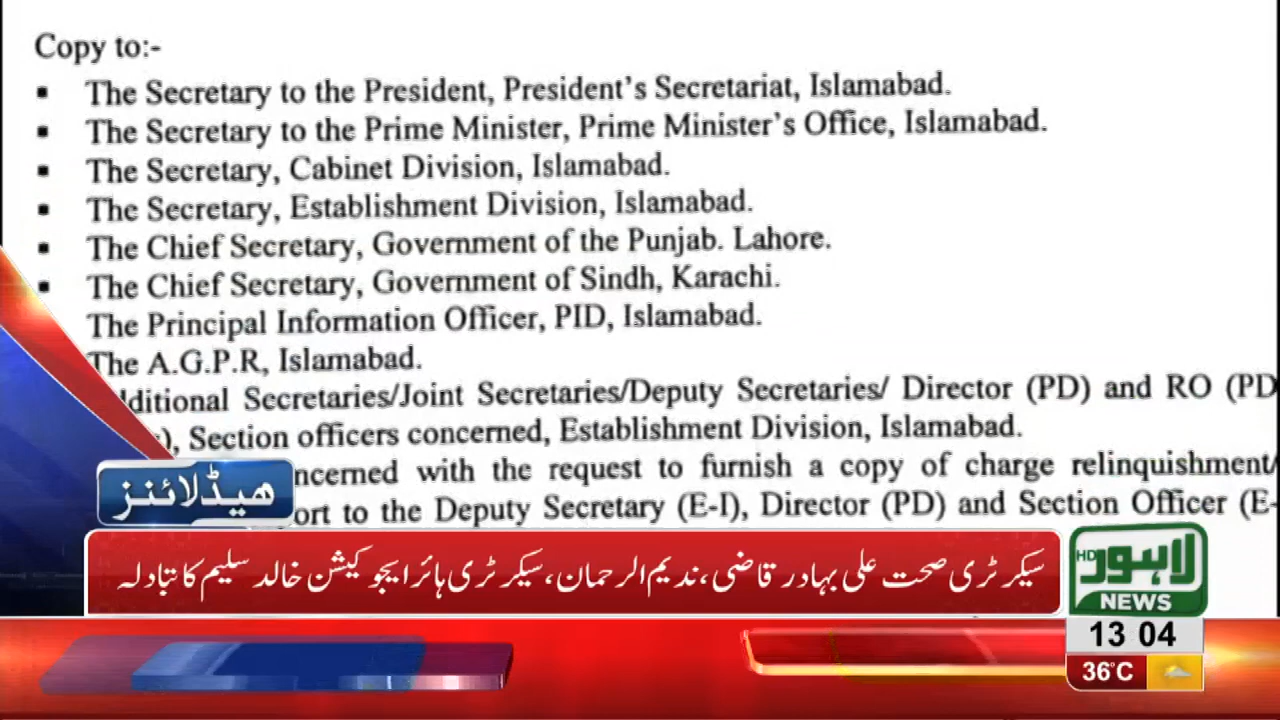 Copy to:-
▪ The Secretary to the President, President's Secretariat, Islamabad.
▪ The Secretary to the Prime Minister, Prime Minister's Office, Islamabad.
▪ The Secretary, Cabinet Division, Islamabad.
▪ The Secretary, Establishment Division, Islamabad.
▪ The Chief Secretary, Government of the Punjab. Lahore.
▪ The Chief Secretary, Government of Sindh, Karachi.
The Principal Information Officer, PID, Islamabad.
The A.G.P.R, Islamabad.
Secretaries/Joint Secretaries/Deputy Secretaries/ Director (PD) and RO (PD
Section officers concerned, Establishment Division, Islamabad.
with the request to furnish a copy of charge relinquishment/
to the Deputy Secretary (E-I), Director (PD) and Section Officer (E-
ھیڈلائنز
سیکرٹری صحت علی بہادر قاضی، ندیم الرحمان، سیکرٹری ہائر ایجوکیشن خالد سلیم کا تبادلہ
لاہور HD
NEWS
13 04
36°C